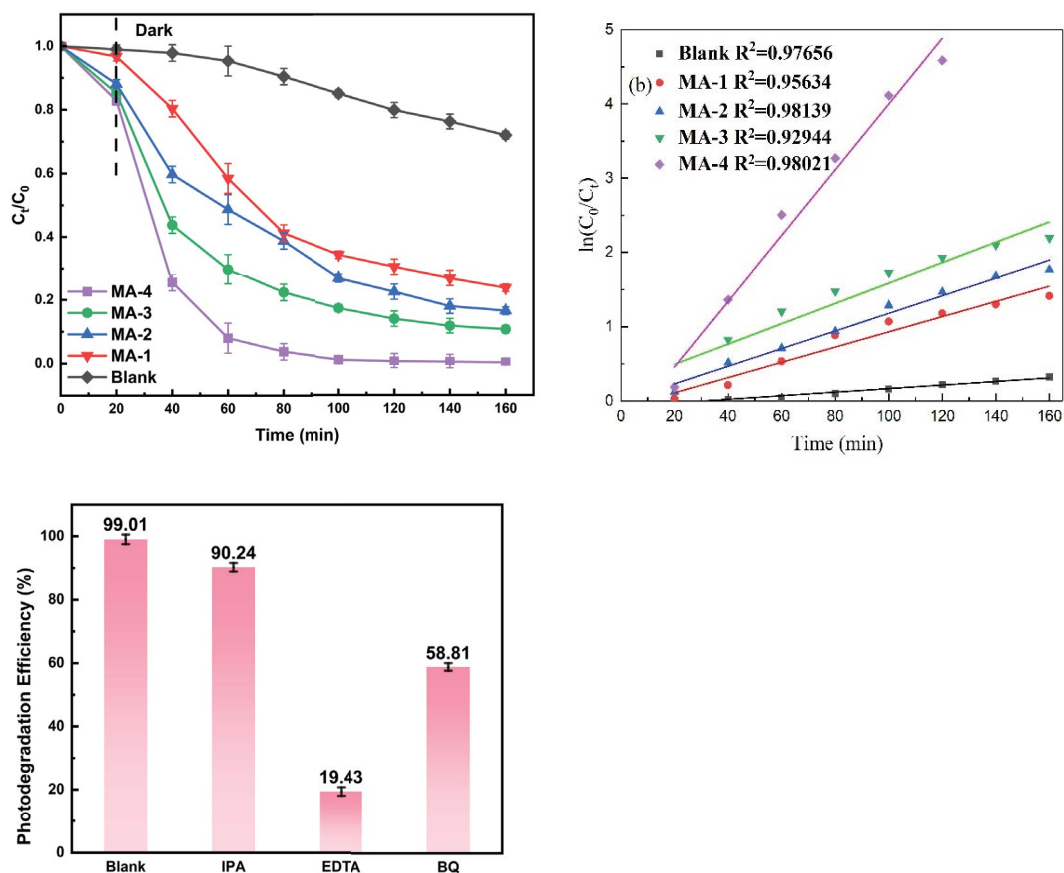 Dark
1.0
0.8
0.6
0.4
0.2
0.0
Ct/C0
MA-4
MA-3
MA-2
MA-1
Blank
0 20 40 60 80 100 120 140 160
Time (min)
5
4
3
2
1
0
ln(C0/Ct)
(b)
Blank R²=0.97656
MA-1 R²=0.95634
MA-2 R²=0.98139
MA-3 R²=0.92944
MA-4 R²=0.98021
0 20 40 60 80 100 120 140 160
Time (min)
100
80
60
40
20
0
Photodegradation Efficiency (%)
99.01
90.24
19.43
58.81
Blank IPA EDTA BQ